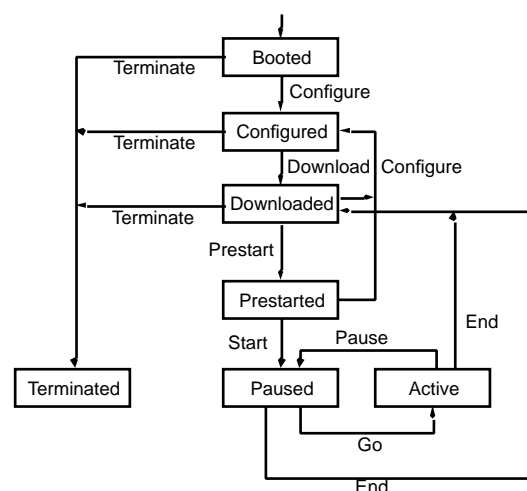 Booted
Terminate
Configure
Configured
Terminate
Download
Configure
Downloaded
Terminate
Prestart
Prestarted
End
Start
Pause
Terminated
Paused
Active
Go
End